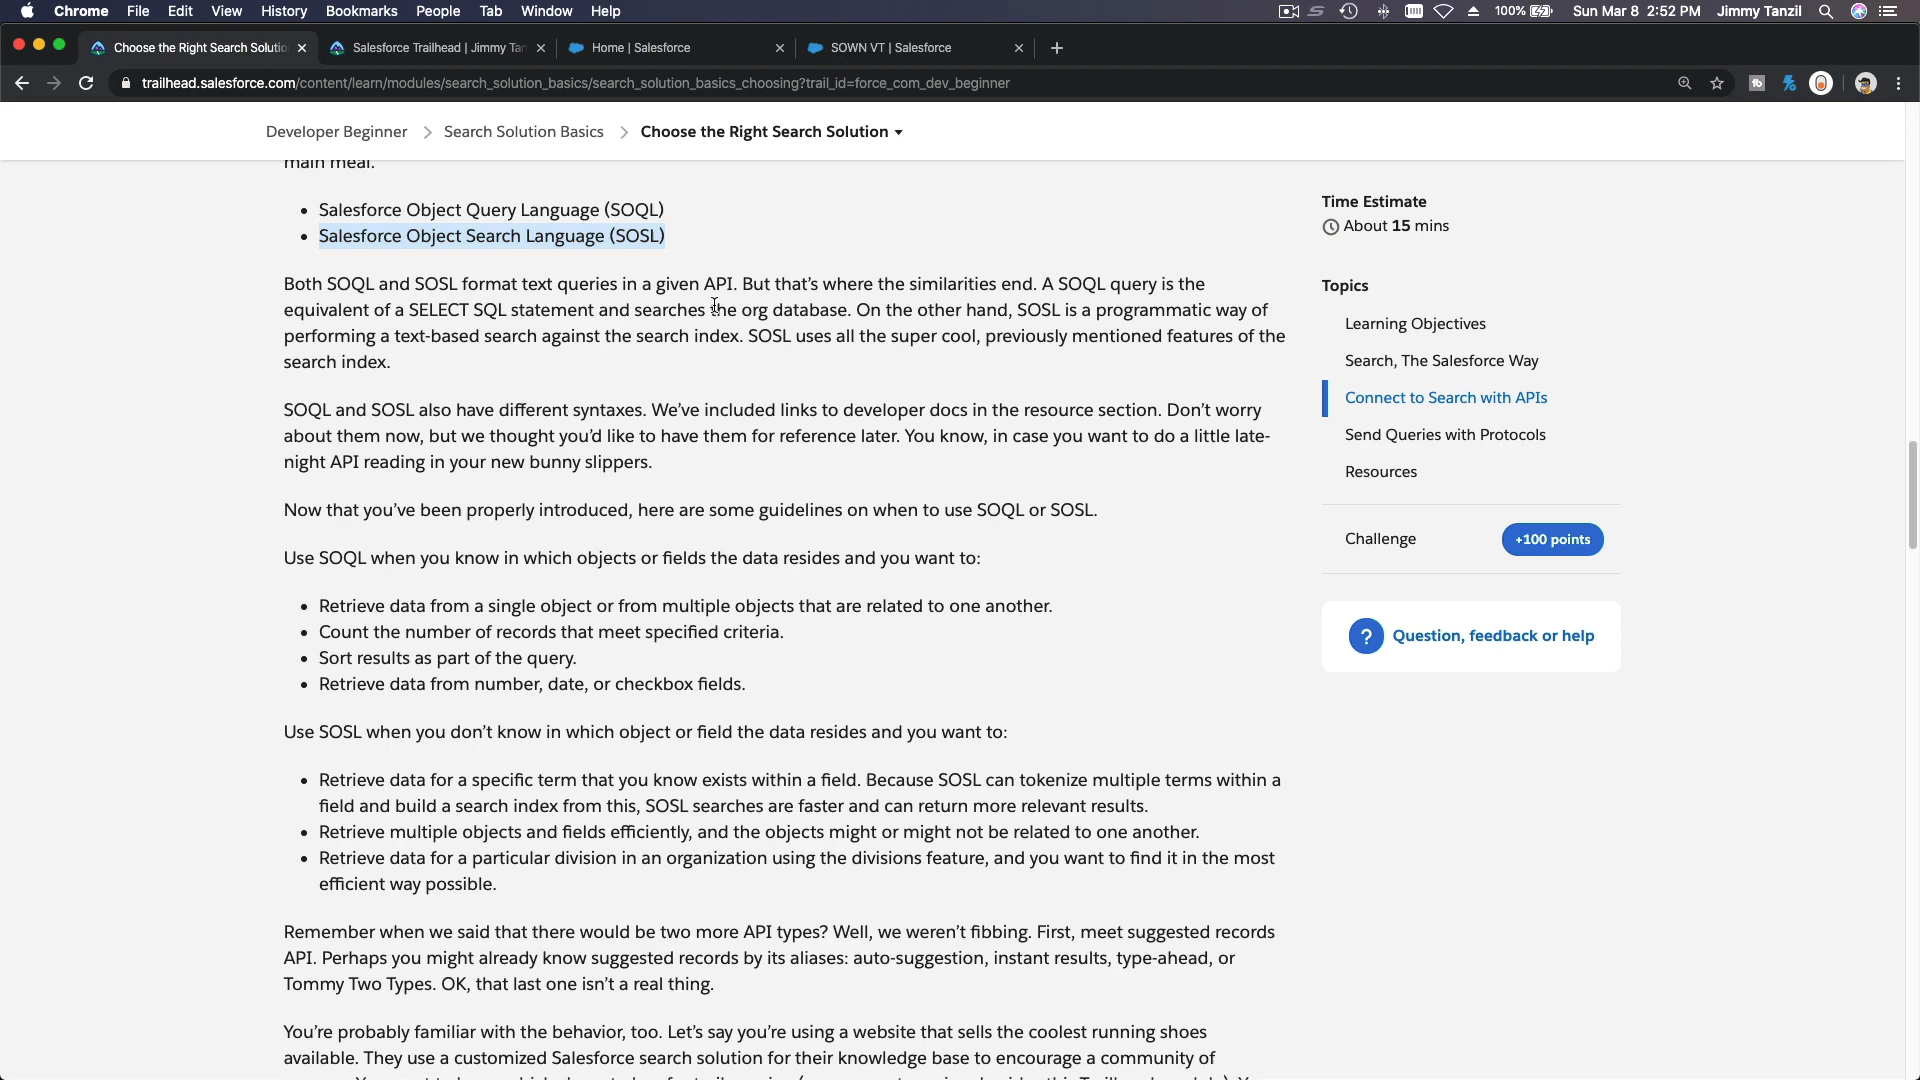 Chrome File Edit View History Bookmarks People Tab Window Help 100% Sun Mar 8 2:52 PM Jimmy Tanzil
Choose the Right Search Solutio Salesforce Trailhead | Jimmy Tan Home | Salesforce SOWN VT | Salesforce
trailhead.salesforce.com/content/learn/modules/search_solution_basics/search_solution_basics_choosing?trail_id=force_com_dev_beginner
Developer Beginner > Search Solution Basics > Choose the Right Search Solution
main meal.
• Salesforce Object Query Language (SOQL)
• Salesforce Object Search Language (SOSL)
Both SOQL and SOSL format text queries in a given API. But that’s where the similarities end. A SOQL query is the
equivalent of a SELECT SQL statement and searches the org database. On the other hand, SOSL is a programmatic way of
performing a text-based search against the search index. SOSL uses all the super cool, previously mentioned features of the
search index.
SOQL and SOSL also have different syntaxes. We’ve included links to developer docs in the resource section. Don’t worry
about them now, but we thought you’d like to have them for reference later. You know, in case you want to do a little late-
night API reading in your new bunny slippers.
Now that you’ve been properly introduced, here are some guidelines on when to use SOQL or SOSL.
Use SOQL when you know in which objects or fields the data resides and you want to:
• Retrieve data from a single object or from multiple objects that are related to one another.
• Count the number of records that meet specified criteria.
• Sort results as part of the query.
• Retrieve data from number, date, or checkbox fields.
Use SOSL when you don’t know in which object or field the data resides and you want to:
• Retrieve data for a specific term that you know exists within a field. Because SOSL can tokenize multiple terms within a
field and build a search index from this, SOSL searches are faster and can return more relevant results.
• Retrieve multiple objects and fields efficiently, and the objects might or might not be related to one another.
• Retrieve data for a particular division in an organization using the divisions feature, and you want to find it in the most
efficient way possible.
Remember when we said that there would be two more API types? Well, we weren’t fibbing. First, meet suggested records
API. Perhaps you might already know suggested records by its aliases: auto-suggestion, instant results, type-ahead, or
Tommy Two Types. OK, that last one isn’t a real thing.
You’re probably familiar with the behavior, too. Let’s say you’re using a website that sells the coolest running shoes
available. They use a customized Salesforce search solution for their knowledge base to encourage a community of
Time Estimate
About 15 mins
Topics
Learning Objectives
Search, The Salesforce Way
Connect to Search with APIs
Send Queries with Protocols
Resources
Challenge +100 points
? Question, feedback or help